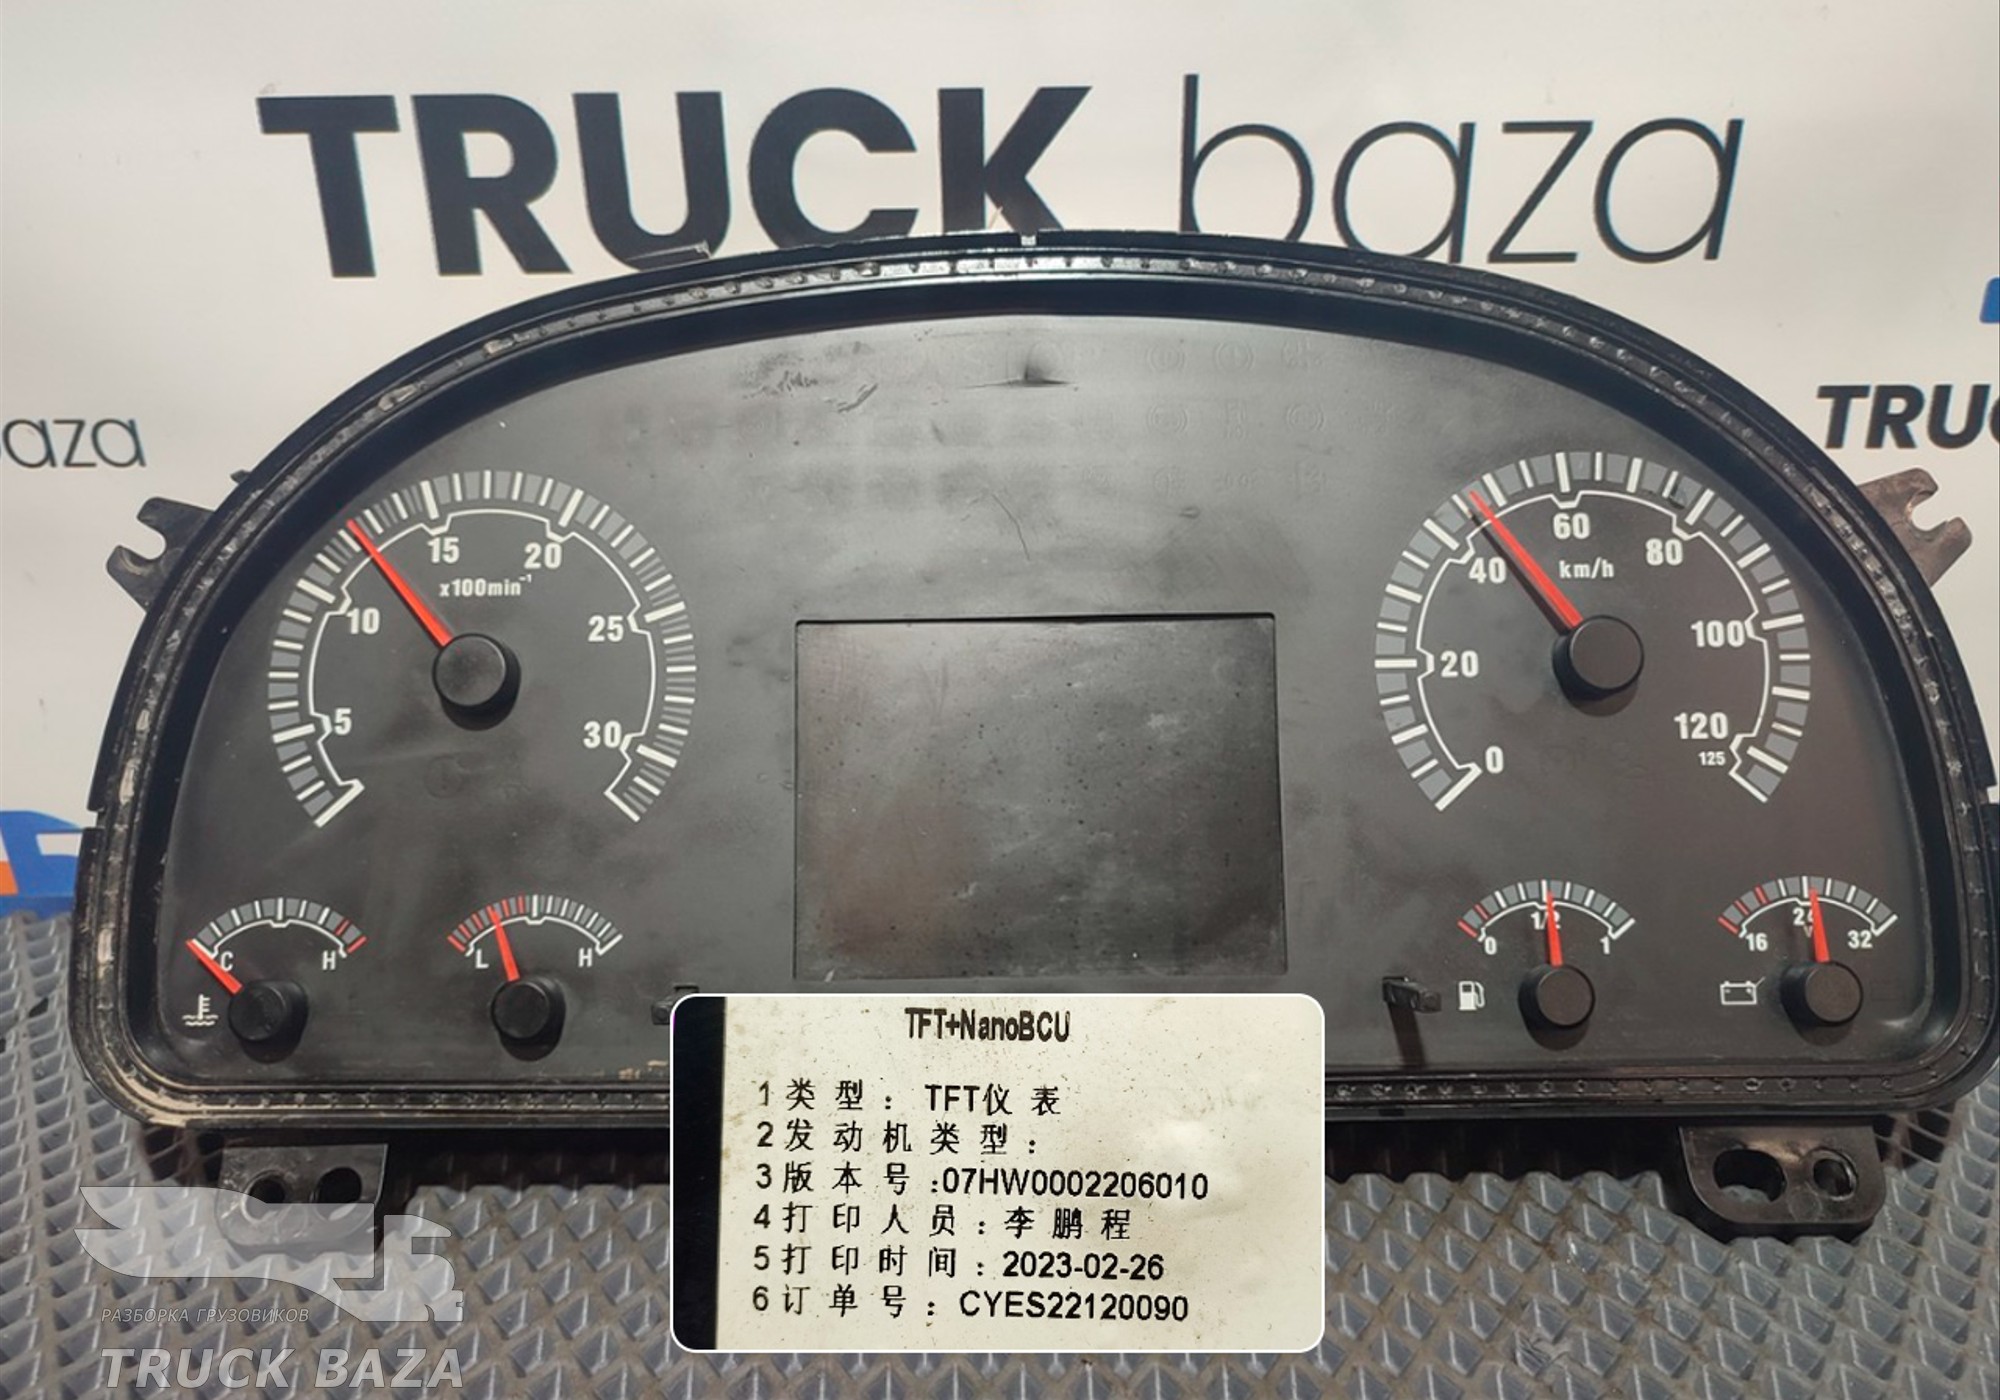 TRUCK baza
baza
TRUC
5
10
15
20
25
30
x100min⁻¹
0
20
40
60
80
100
120
125
km/h
C
H
L
H
0
1/2
1
16
V
32
TFT+NanoBCU
1 类型：TFT仪表
2 发动机类型：
3 版本号:07HW0002206010
4 打印人员：李鹏程
5 打印时间：2023-02-26
6 订单号：CYES22120090
РАЗБОРКА ГРУЗОВИКОВ
TRUCK BAZA